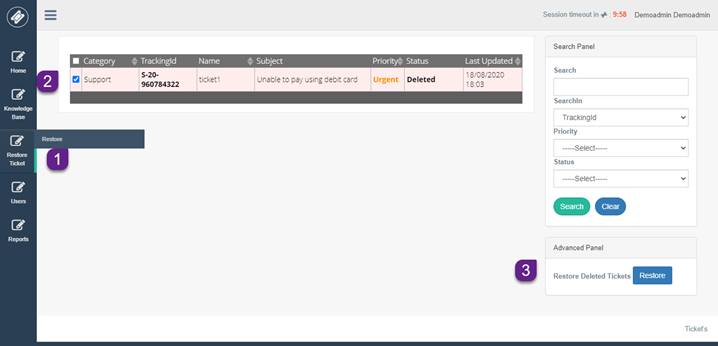 Session timeout in : 9:58 Demoadmin Demoadmin
Home
Knowledge
Base
Restore
Ticket
Users
Reports
Restore
1
2
Category TrackingId Name Subject Priority Status Last Updated
Support S-20-960784322 ticket1 Unable to pay using debit card Urgent Deleted 18/08/2020 18:03
Search Panel
Search
SearchIn
TrackingId
Priority
-----Select-----
Status
-----Select-----
Search Clear
Advanced Panel
3
Restore Deleted Tickets Restore
Ticket's